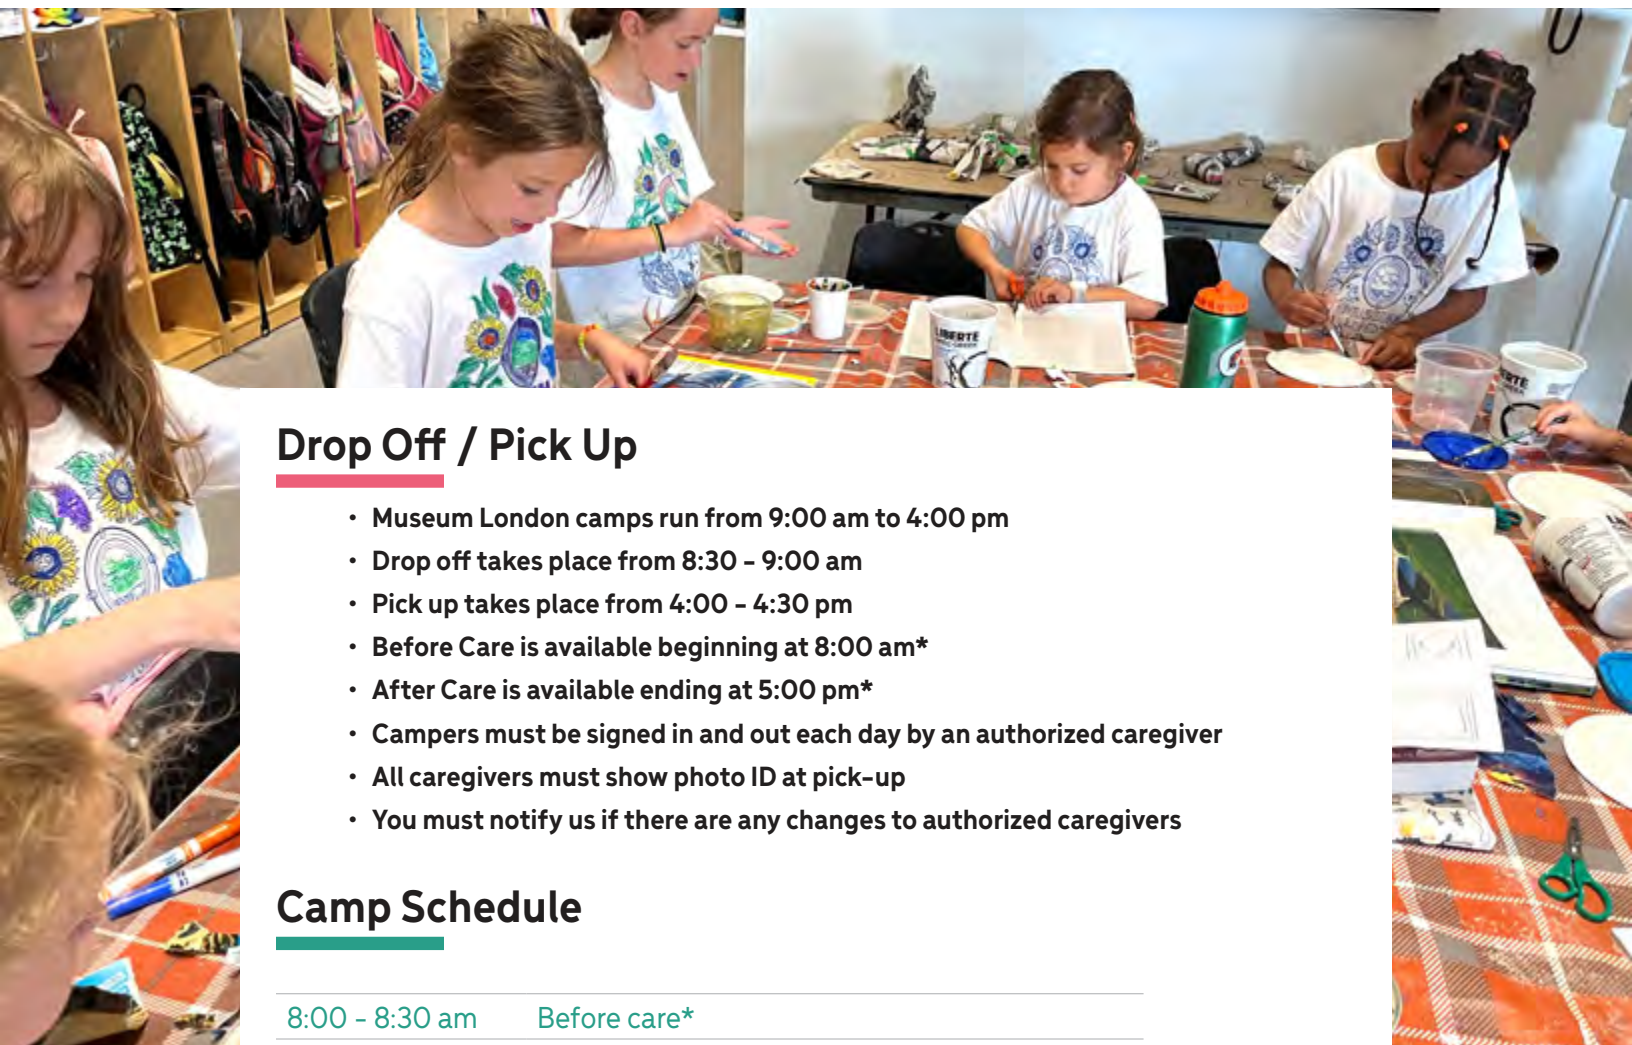 LIBERTE
Drop Off / Pick Up
• Museum London camps run from 9:00 am to 4:00 pm
• Drop off takes place from 8:30 - 9:00 am
• Pick up takes place from 4:00 - 4:30 pm
• Before Care is available beginning at 8:00 am*
• After Care is available ending at 5:00 pm*
• Campers must be signed in and out each day by an authorized caregiver
• All caregivers must show photo ID at pick-up
• You must notify us if there are any changes to authorized caregivers
Camp Schedule
8:00 - 8:30 am Before care*